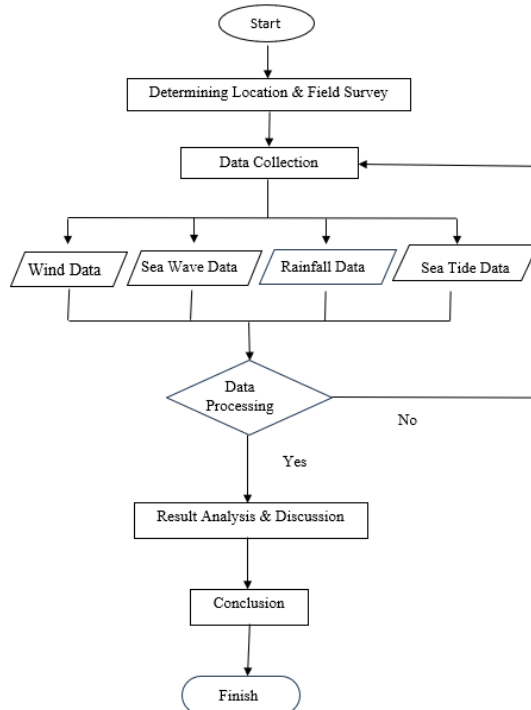 Start
Determining Location & Field Survey
Data Collection
Wind Data
Sea Wave Data
Rainfall Data
Sea Tide Data
Data
Processing
No
Yes
Result Analysis & Discussion
Conclusion
Finish